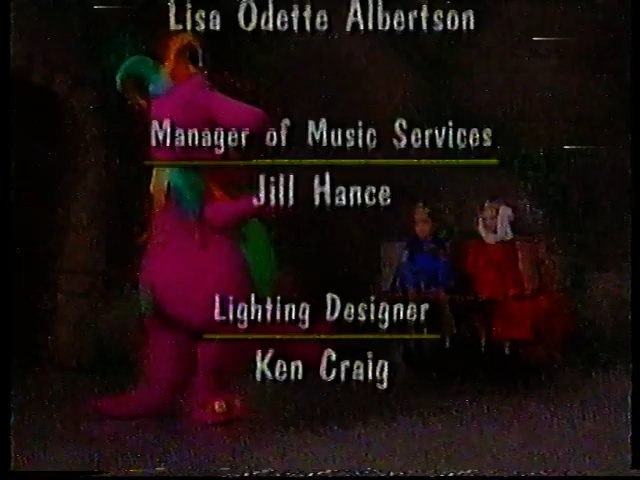 Lisa Odette Albertson
Manager of Music Services
Jill Hance
Lighting Designer
Ken Craig